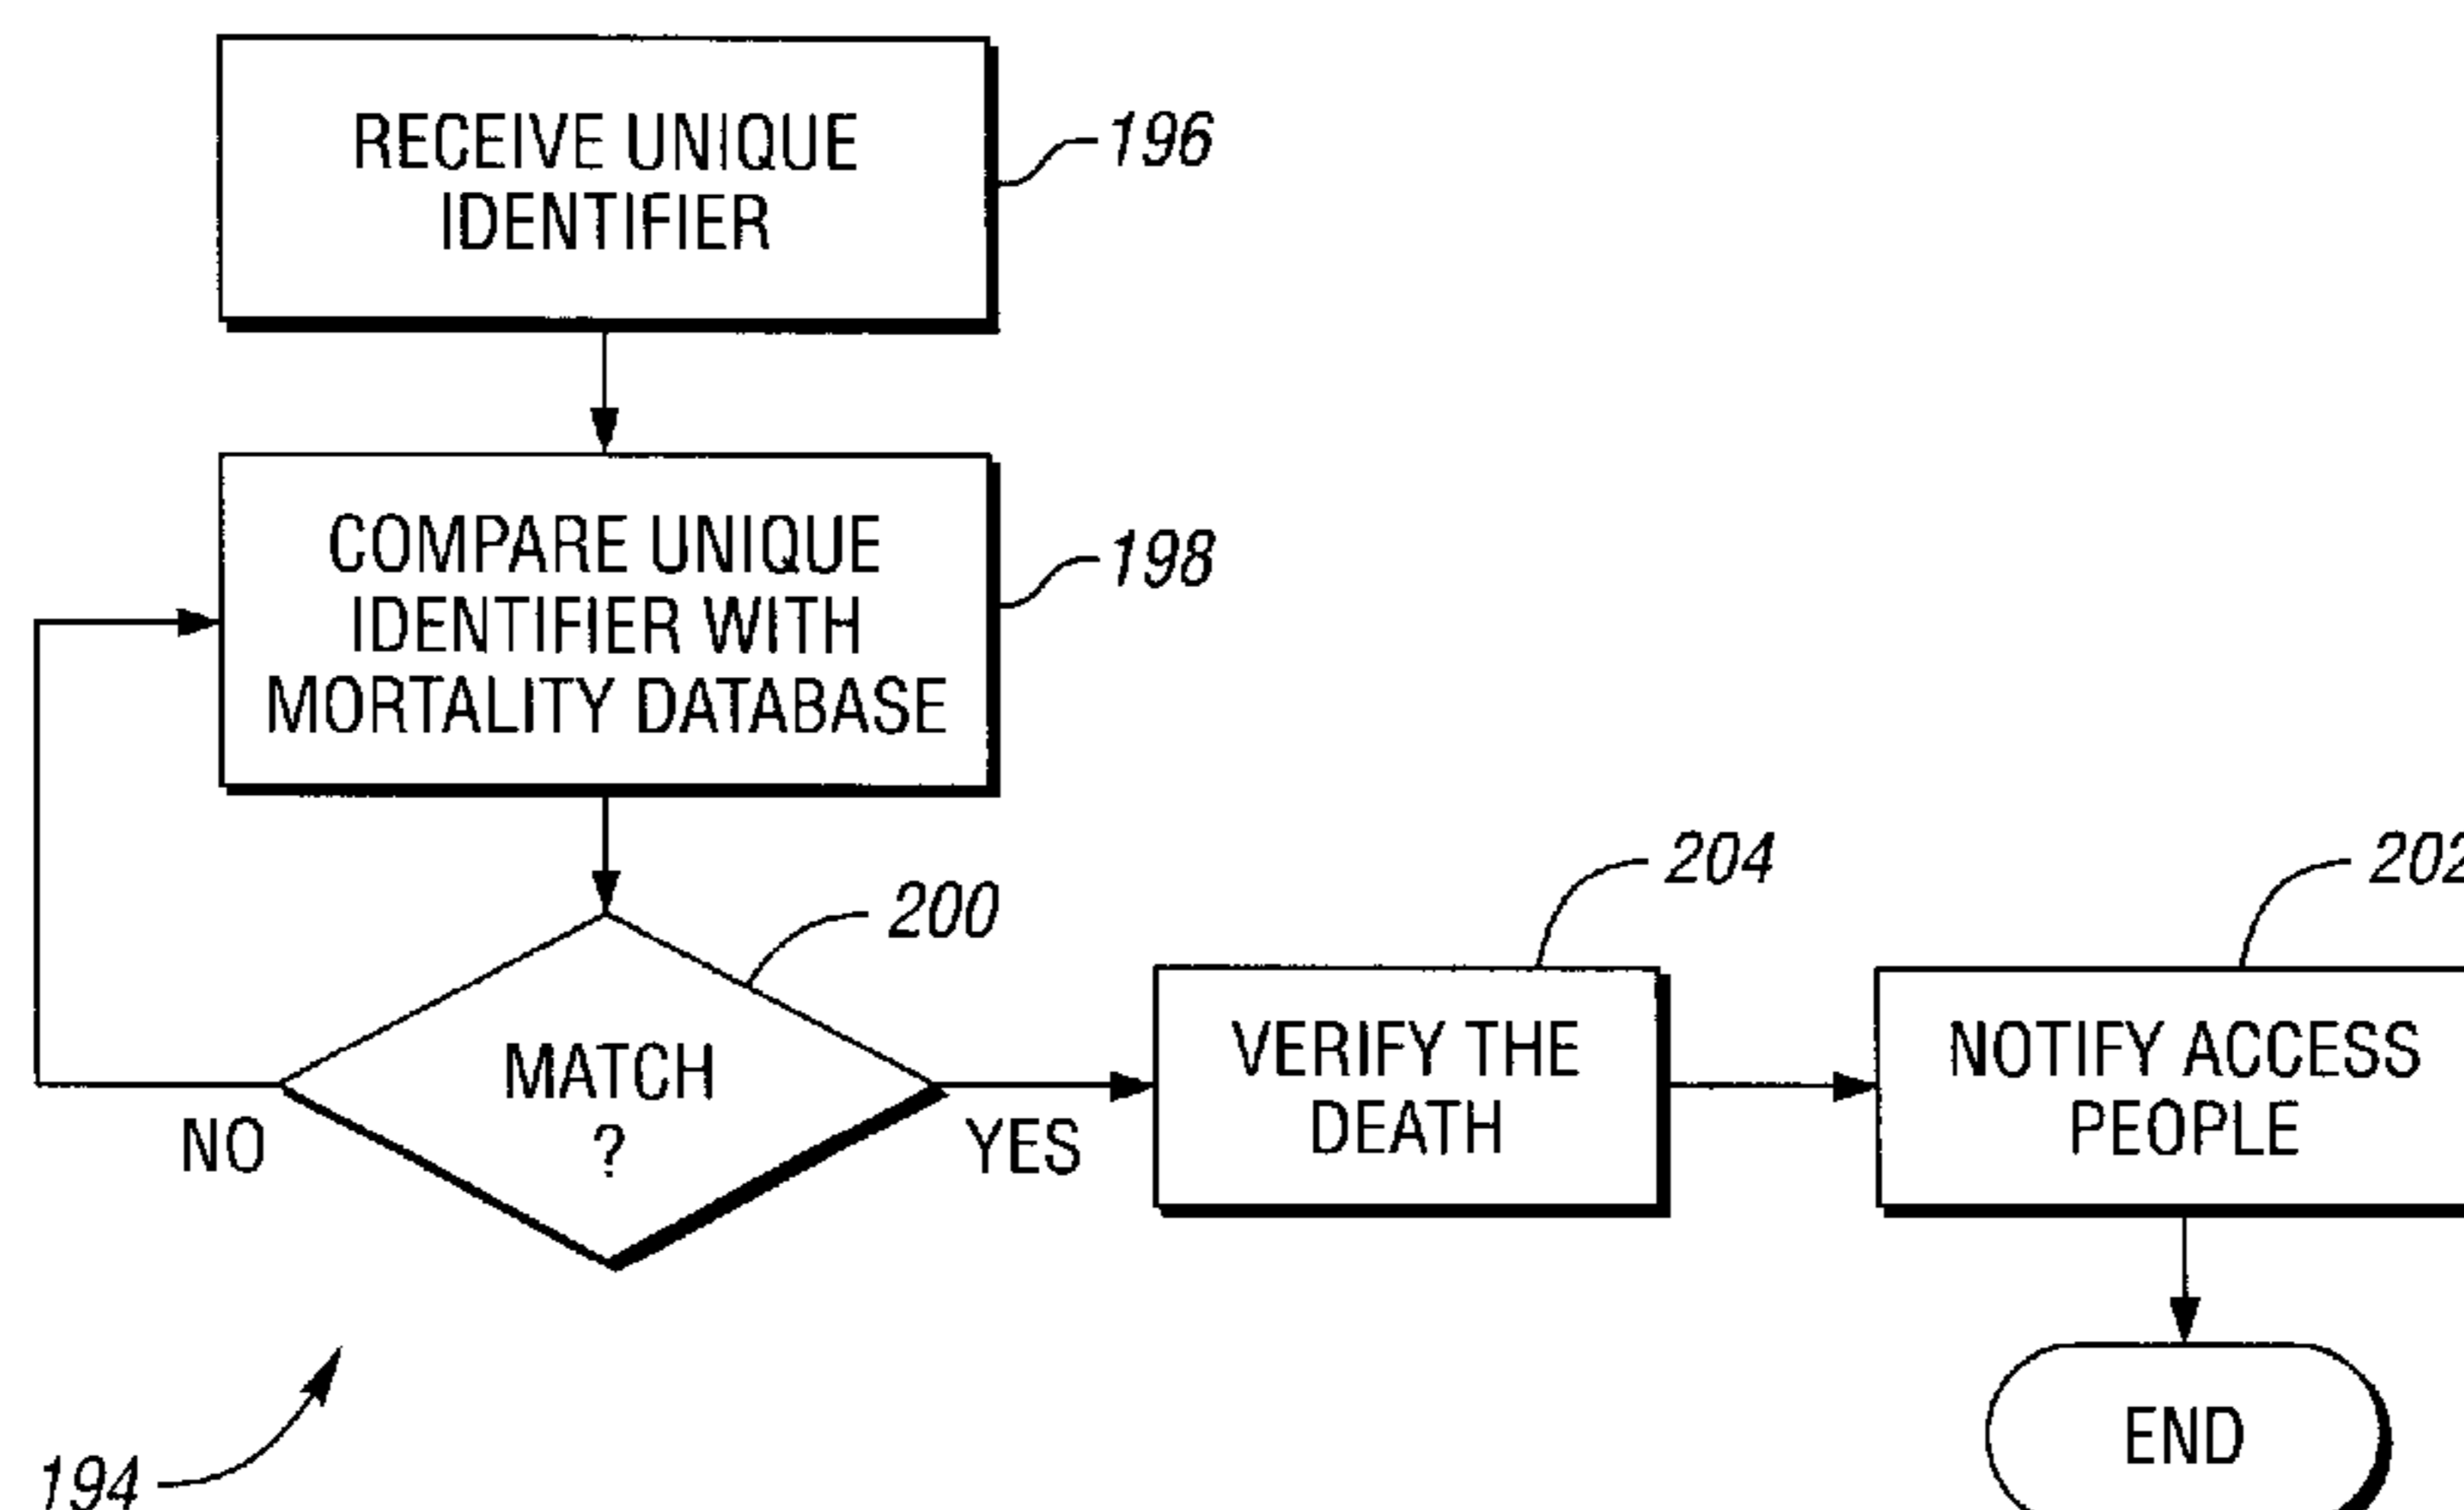 RECEIVE UNIQUE
IDENTIFIER
196
COMPARE UNIQUE
IDENTIFIER WITH
MORTALITY DATABASE
198
200
MATCH
?
NO
YES
204
VERIFY THE
DEATH
202
NOTIFY ACCESS
PEOPLE
END
194